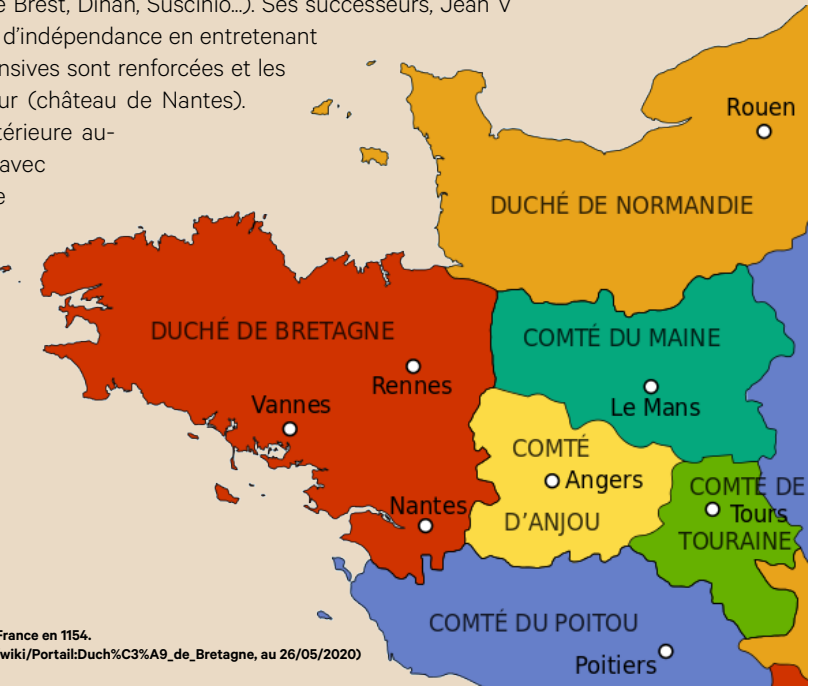 e Brest, Dinan, Suscinio...). Ses successeurs, Jean V
d'indépendance en entretenant
nsives sont renforcées et les
ur (château de Nantes).
térieure au-
avec
e
Rouen
DUCHÉ DE NORMANDIE
DUCHÉ DE BRETAGNE
COMTÉ DU MAINE
Rennes
Le Mans
Vannes
COMTÉ
Angers
D'ANJOU
Nantes
COMTÉ DE
Tours
TOURAINE
COMTÉ DU POITOU
Poitiers
France en 1154.
wiki/Portail:Duch%C3%A9_de_Bretagne, au 26/05/2020)